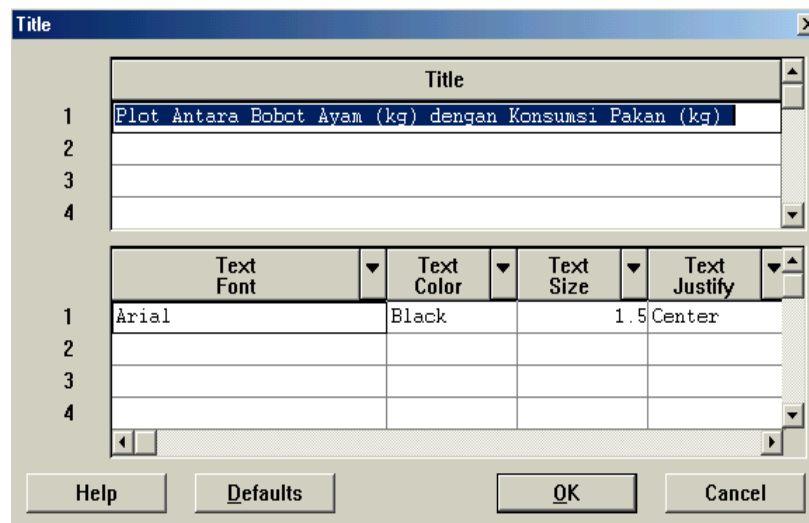 Title
Title
1 Plot Antara Bobot Ayam (kg) dengan Konsumsi Pakan (kg)
2
3
4
Text Font Text Color Text Size Text Justify
1 Arial Black 1.5 Center
2
3
4
Help Defaults OK Cancel